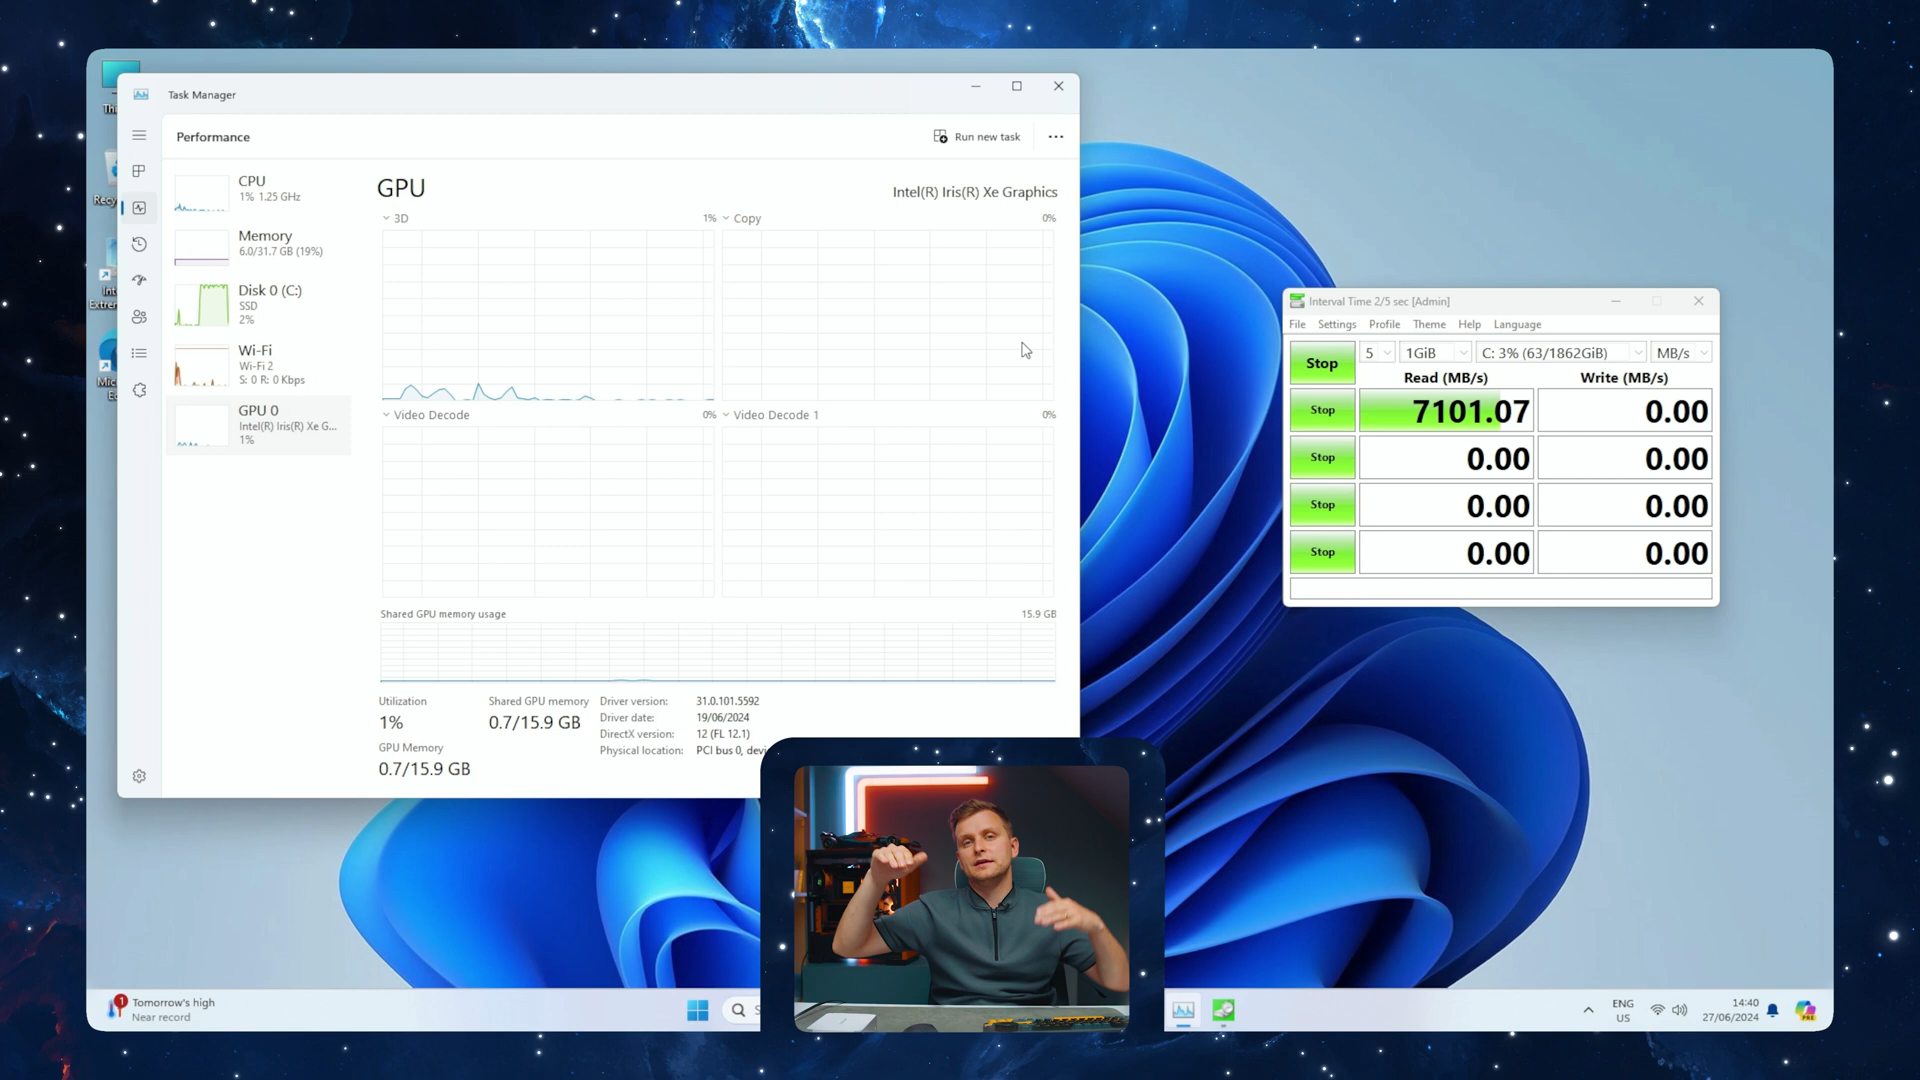 Task Manager
Performance
Run new task
CPU
1% 1.25 GHz
Memory
6.0/31.7 GB (19%)
Disk 0 (C:)
SSD
2%
Wi-Fi
Wi-Fi 2
S: 0 R: 0 Kbps
GPU 0
Intel(R) Iris(R) Xe G...
1%
GPU
Intel(R) Iris(R) Xe Graphics
3D 1%
Copy 0%
Video Decode 0%
Video Decode 1 0%
Shared GPU memory usage 15.9 GB
Utilization
1%
Shared GPU memory
0.7/15.9 GB
GPU Memory
0.7/15.9 GB
Driver version: 31.0.101.5592
Driver date: 19/06/2024
DirectX version: 12 (FL 12.1)
Physical location: PCI bus 0,
Interval Time 2/5 sec [Admin]
File Settings Profile Theme Help Language
Stop 5 1GiB C: 3% (63/1862GiB) MB/s
Read (MB/s) Write (MB/s)
Stop 7101.07 0.00
Stop 0.00 0.00
Stop 0.00 0.00
Stop 0.00 0.00
1
Tomorrow's high
Near record
ENG
US
14:40
27/06/2024
PRE